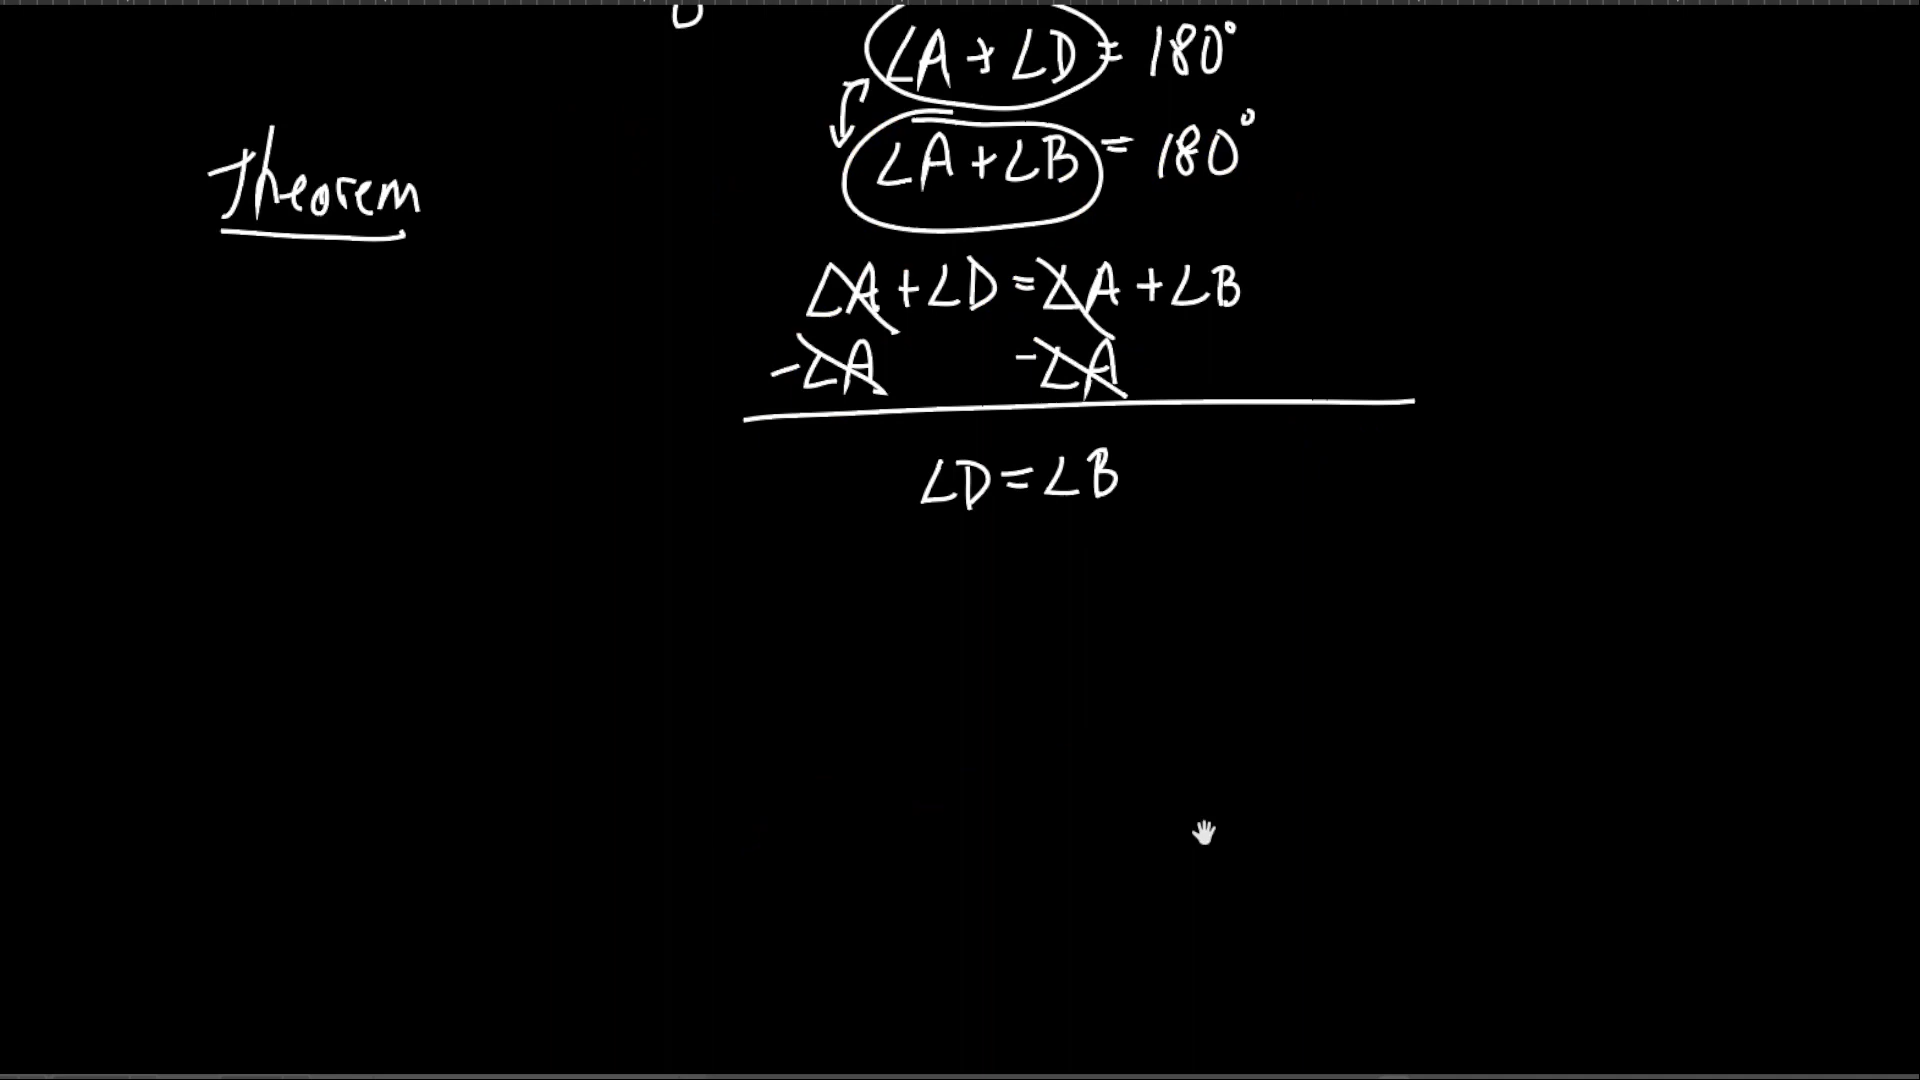 ∠A + ∠D = 180°
∠A + ∠B = 180°
Theorem
∠A + ∠D = ∠A + ∠B
-∠A -∠A
∠D = ∠B